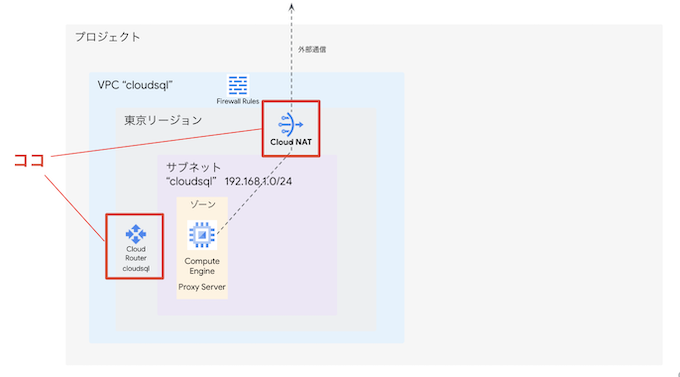 プロジェクト
外部通信
VPC “cloudsql”
Firewall Rules
東京リージョン
Cloud NAT
ココ
サブネット
“cloudsql” 192.168.1.0/24
ゾーン
Cloud
Router
cloudsql
Compute
Engine
Proxy Server